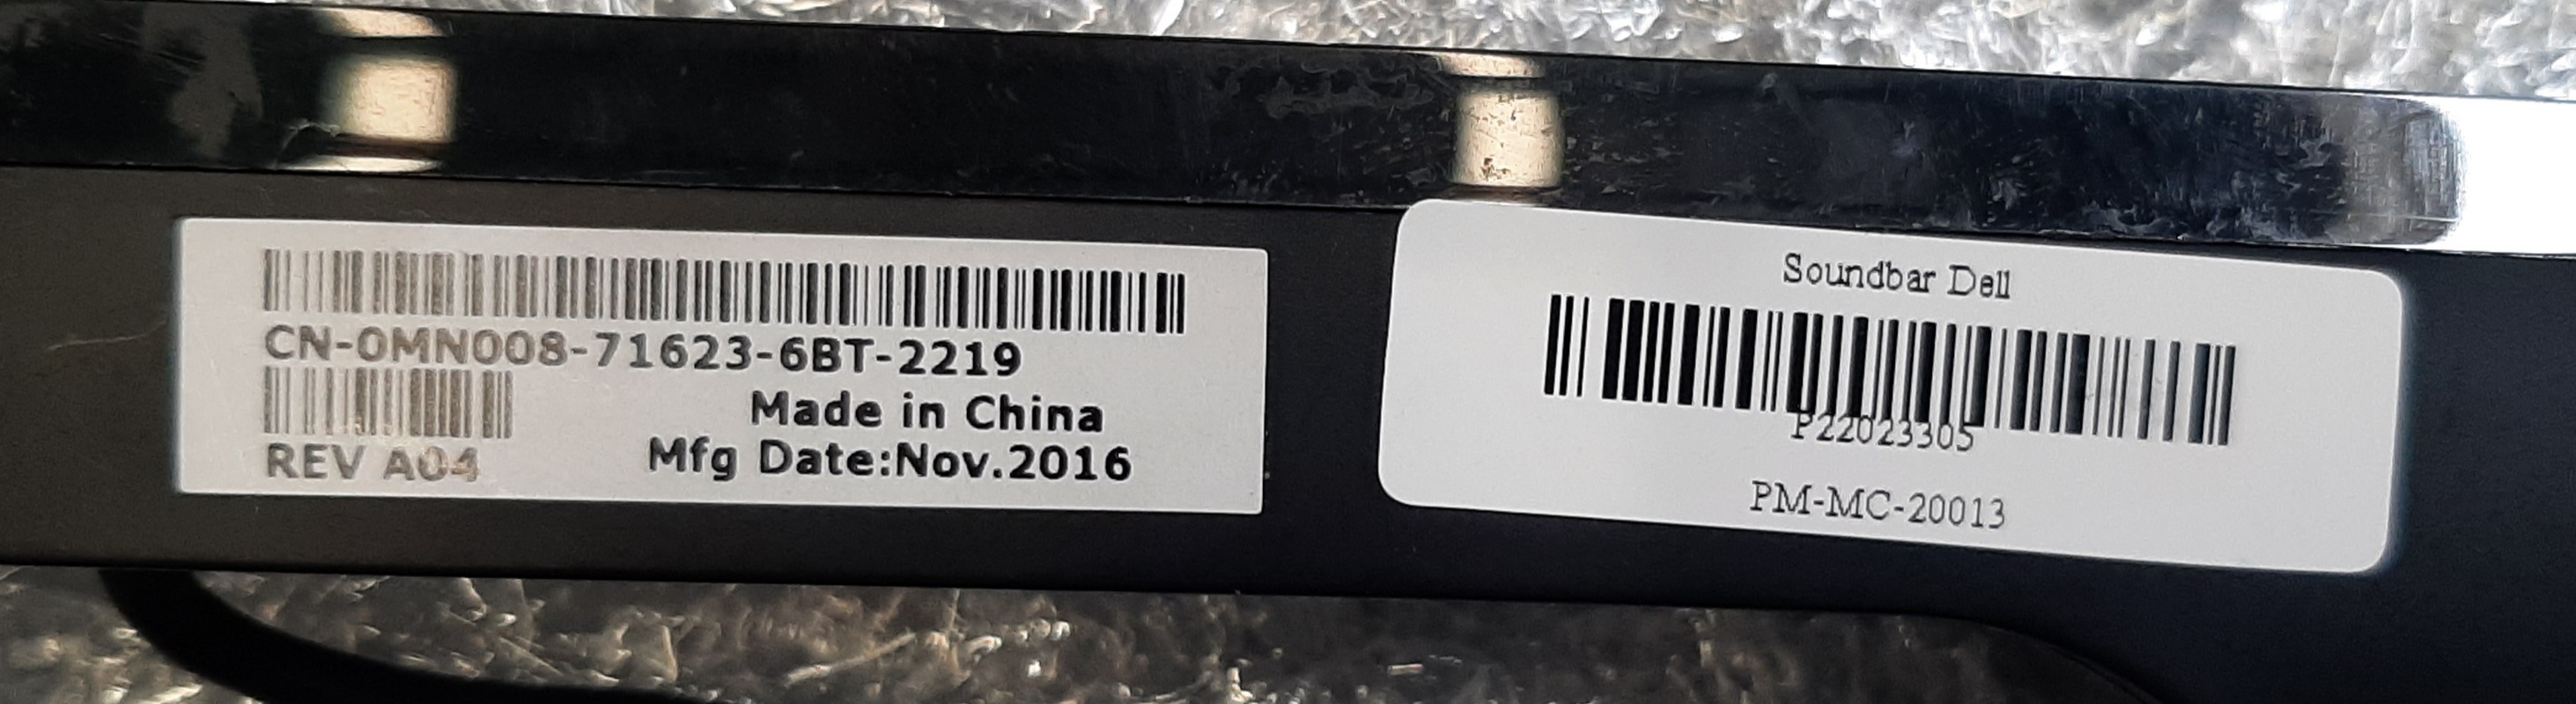 CN-0MN008-71623-6BT-2219
Made in China
REV A04
Mfg Date:Nov.2016
Soundbar Dell
P22023305
PM-MC-20013